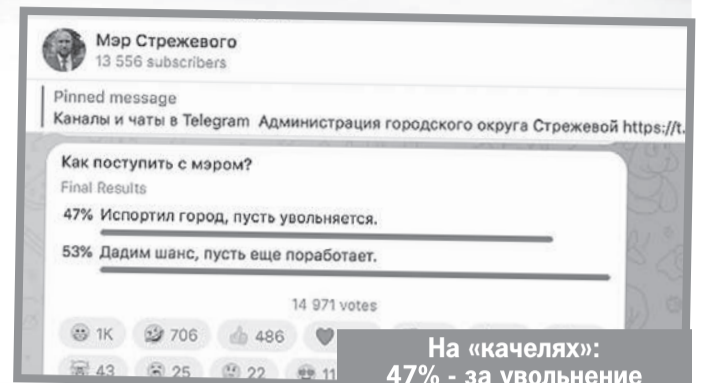 Мэр Стрежевого
13 556 subscribers
Pinned message
Каналы и чаты в Telegram Администрация городского округа Стрежевой https://t.
Как поступить с мэром?
Final Results
47% Испортил город, пусть увольняется.
53% Дадим шанс, пусть еще поработает.
14 971 votes
1K 706 486
43 25 22 11
На «качелях»:
47% - за увольнение